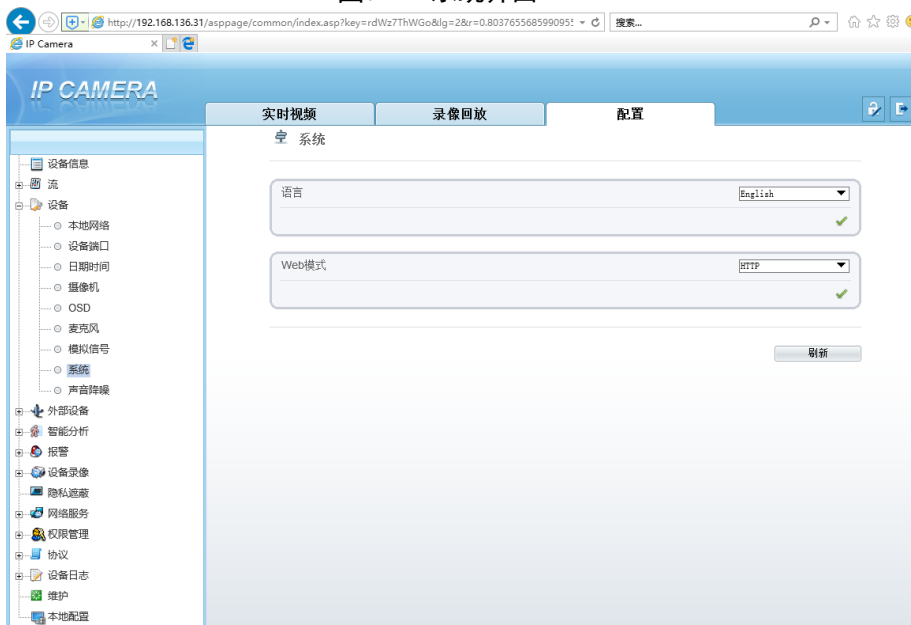 http://192.168.136.31/asppage/common/index.asp?key=rdWz7ThWGo&lg=2&r=0.803765568599095
搜索...
IP Camera
IP CAMERA
实时视频
录像回放
配置
系统
设备信息
流
设备
本地网络
设备端口
日期时间
摄像机
OSD
麦克风
模拟信号
系统
声音降噪
外部设备
智能分析
报警
设备录像
隐私遮蔽
网络服务
权限管理
协议
设备日志
维护
本地配置
语言
English
Web模式
HTTP
刷新